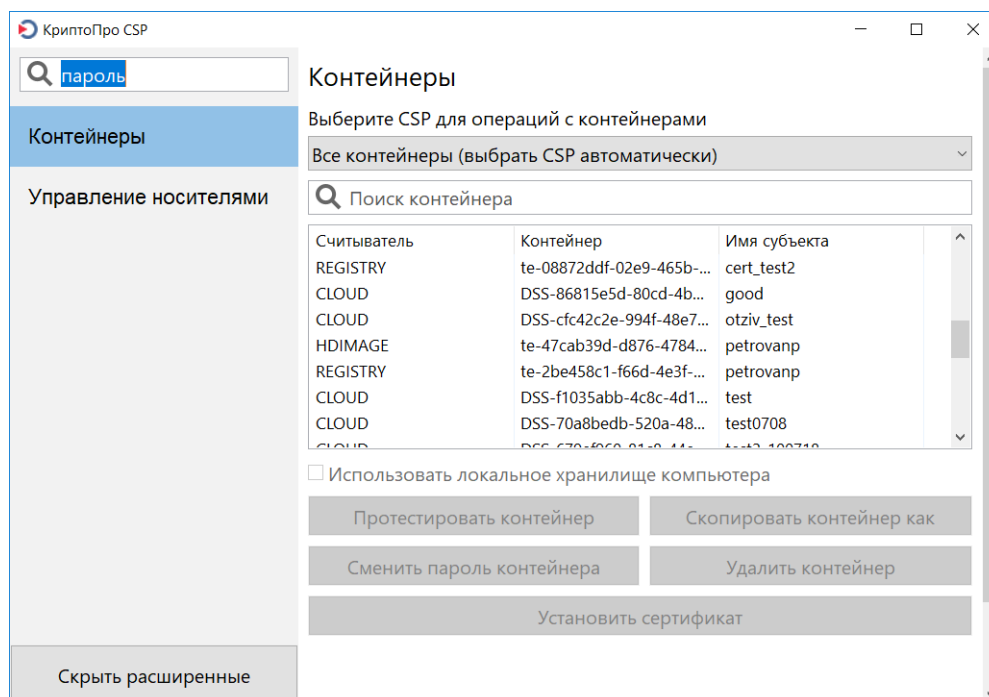 КриптоПро CSP
пароль
Контейнеры
Управление носителями
Скрыть расширенные
Контейнеры
Выберите CSP для операций с контейнерами
Все контейнеры (выбрать CSP автоматически)
Поиск контейнера
Считыватель Контейнер Имя субъекта
REGISTRY te-08872ddf-02e9-465b-... cert_test2
CLOUD DSS-86815e5d-80cd-4b... good
CLOUD DSS-cfc42c2e-994f-48e7... otziv_test
HDIMAGE te-47cab39d-d876-4784... petrovanp
REGISTRY te-2be458c1-f66d-4e3f-... petrovanp
CLOUD DSS-f1035abb-4c8c-4d1... test
CLOUD DSS-70a8bedb-520a-48... test0708
CLOUD
Использовать локальное хранилище компьютера
Протестировать контейнер Скопировать контейнер как
Сменить пароль контейнера Удалить контейнер
Установить сертификат